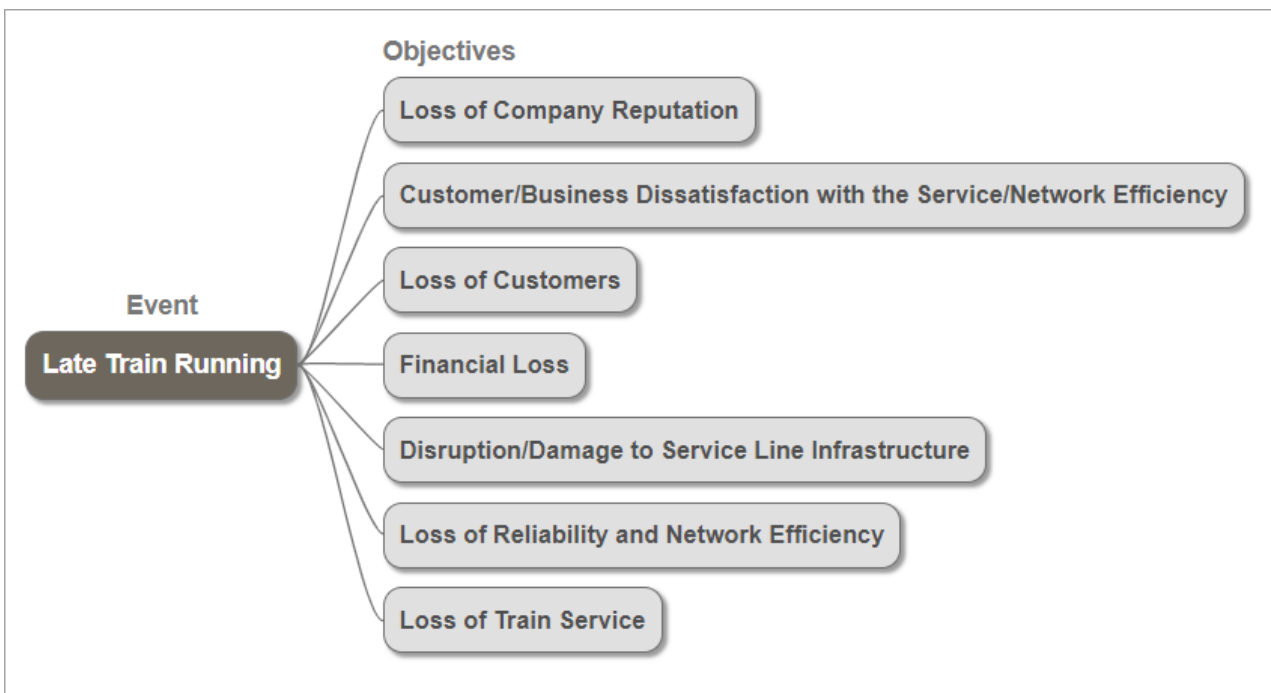 Objectives
Loss of Company Reputation
Customer/Business Dissatisfaction with the Service/Network Efficiency
Loss of Customers
Event
Late Train Running
Financial Loss
Disruption/Damage to Service Line Infrastructure
Loss of Reliability and Network Efficiency
Loss of Train Service